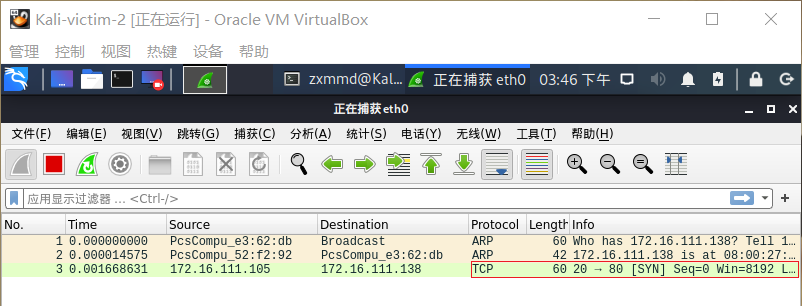 Kali-victim-2 [正在运行] - Oracle VM VirtualBox
管理 控制 视图 热键 设备 帮助
zxmmd@Kal... 正在捕获 eth0 03:46 下午
正在捕获 eth0
文件(F) 编辑(E) 视图(V) 跳转(G) 捕获(C) 分析(A) 统计(S) 电话(Y) 无线(W) 工具(T) 帮助(H)
应用显示过滤器 … <Ctrl-/>
No. Time Source Destination Protocol Length Info
1 0.000000000 PcsCompu_e3:62:db Broadcast ARP 60 Who has 172.16.111.138? Tell 1…
2 0.000014575 PcsCompu_52:f2:92 PcsCompu_e3:62:db ARP 42 172.16.111.138 is at 08:00:27:…
3 0.001668631 172.16.111.105 172.16.111.138 TCP 60 20 → 80 [SYN] Seq=0 Win=8192 L…